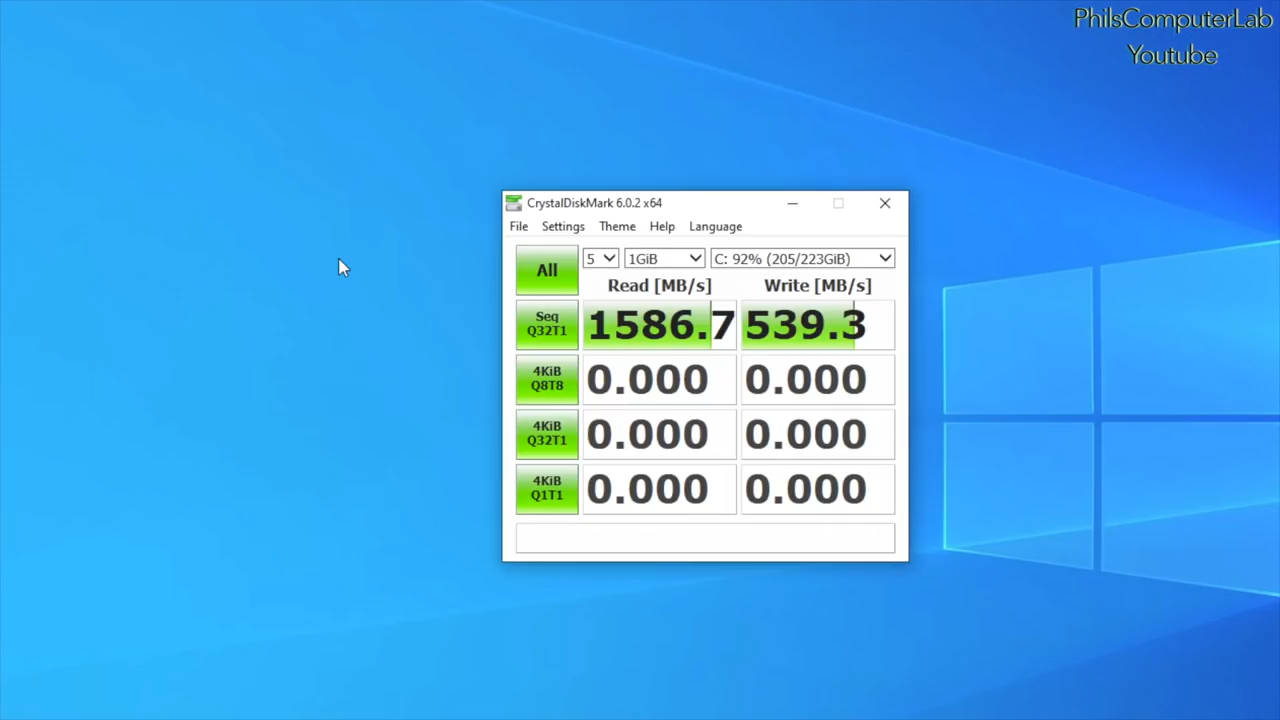 PhilsComputerLab
Youtube
CrystalDiskMark 6.0.2 x64
File Settings Theme Help Language
All 5 1GiB C: 92% (205/223GiB)
Read [MB/s] Write [MB/s]
Seq
Q32T1
1586.7 539.3
4KiB
Q8T8
0.000 0.000
4KiB
Q32T1
0.000 0.000
4KiB
Q1T1
0.000 0.000